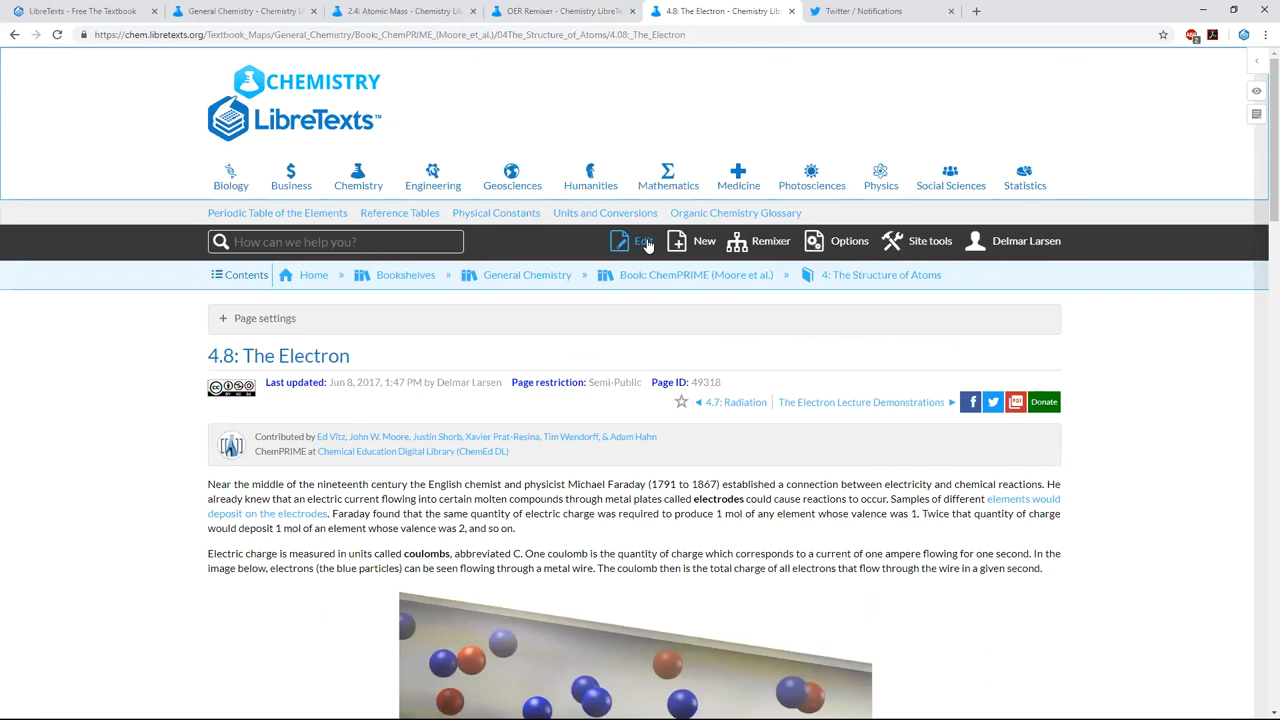 LibreTexts - Free The Textbook
General Chemistry - Chemistry L
2.4: Atomic Mass - Chemistry Lib
OER Remixer - Chemistry LibreTe
4.8: The Electron - Chemistry Lib
Twitter / Notifications
https://chem.libretexts.org/Textbook_Maps/General_Chemistry/Book:_ChemPRIME_(Moore_et_al.)/04The_Structure_of_Atoms/4.08:_The_Electron
2
CHEMISTRY
LibreTexts™
Biology
Business
Chemistry
Engineering
Geosciences
Humanities
Mathematics
Medicine
Photosciences
Physics
Social Sciences
Statistics
Periodic Table of the Elements
Reference Tables
Physical Constants
Units and Conversions
Organic Chemistry Glossary
How can we help you?
Edit
New
Remixer
Options
Site tools
Delmar Larsen
Contents
Home » Bookshelves » General Chemistry » Book: ChemPRIME (Moore et al.) » 4: The Structure of Atoms
+ Page settings
4.8: The Electron
Last updated: Jun 8, 2017, 1:47 PM by Delmar Larsen Page restriction: Semi-Public Page ID: 49318
4.7: Radiation
The Electron Lecture Demonstrations
Donate
Contributed by Ed Vitz, John W. Moore, Justin Shorb, Xavier Prat-Resina, Tim Wendorff, & Adam Hahn
ChemPRIME at Chemical Education Digital Library (ChemEd DL)
Near the middle of the nineteenth century the English chemist and physicist Michael Faraday (1791 to 1867) established a connection between electricity and chemical reactions. He
already knew that an electric current flowing into certain molten compounds through metal plates called electrodes could cause reactions to occur. Samples of different elements would
deposit on the electrodes. Faraday found that the same quantity of electric charge was required to produce 1 mol of any element whose valence was 1. Twice that quantity of charge
would deposit 1 mol of an element whose valence was 2, and so on.
Electric charge is measured in units called coulombs, abbreviated C. One coulomb is the quantity of charge which corresponds to a current of one ampere flowing for one second. In the
image below, electrons (the blue particles) can be seen flowing through a metal wire. The coulomb then is the total charge of all electrons that flow through the wire in a given second.